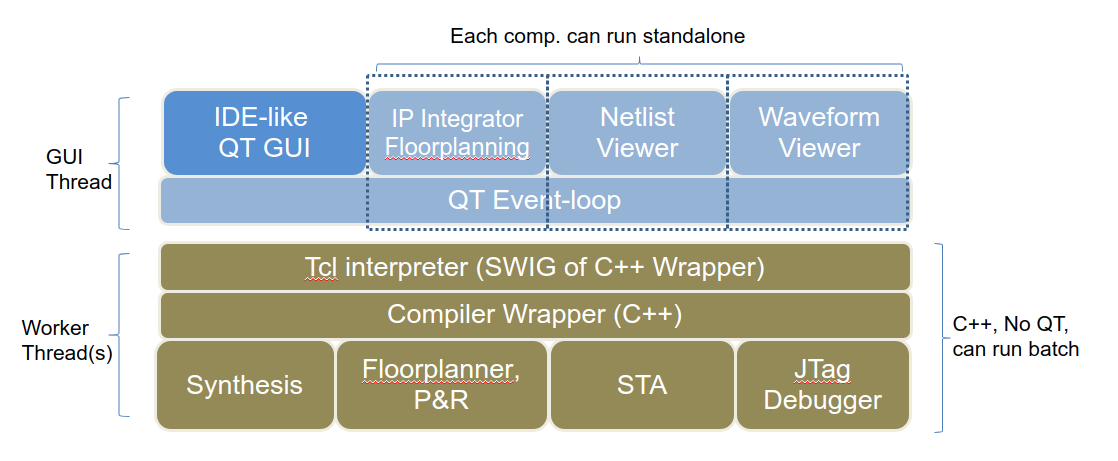 Each comp. can run standalone
IDE-like
QT GUI
IP Integrator
Floorplanning
Netlist
Viewer
Waveform
Viewer
GUI
Thread
QT Event-loop
Tcl interpreter (SWIG of C++ Wrapper)
Compiler Wrapper (C++)
Worker
Thread(s)
C++, No QT,
can run batch
Synthesis
Floorplanner,
P&R
STA
JTag
Debugger